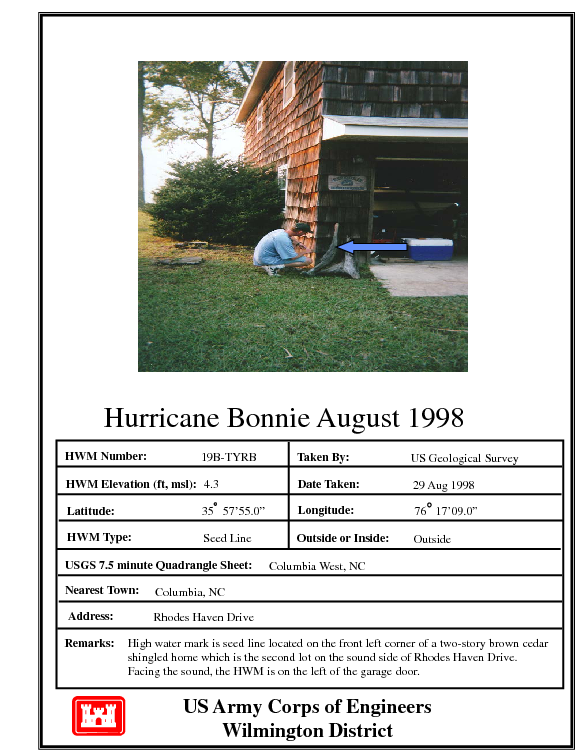 Hurricane Bonnie August 1998
HWM Number: 19B-TYRB Taken By: US Geological Survey
HWM Elevation (ft, msl): 4.3 Date Taken: 29 Aug 1998
Latitude: 35° 57’55.0” Longitude: 76° 17’09.0”
HWM Type: Seed Line Outside or Inside: Outside
USGS 7.5 minute Quadrangle Sheet: Columbia West, NC
Nearest Town: Columbia, NC
Address: Rhodes Haven Drive
Remarks: High water mark is seed line located on the front left corner of a two-story brown cedar
shingled home which is the second lot on the sound side of Rhodes Haven Drive.
Facing the sound, the HWM is on the left of the garage door.
US Army Corps of Engineers
Wilmington District